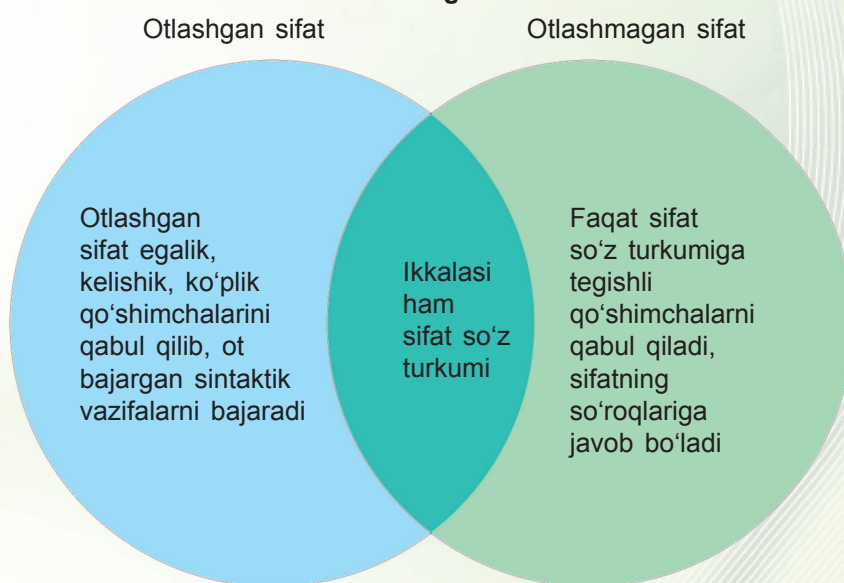 g
Otlashgan sifat
Otlashmagan sifat
Otlashgan
sifat egalik,
kelishik, ko‘plik
qo‘shimchalarini
qabul qilib, ot
bajargan sintaktik
vazifalarni bajaradi
Ikkalasi
ham
sifat so‘z
turkumi
Faqat sifat
so‘z turkumiga
tegishli
qo‘shimchalarni
qabul qiladi,
sifatning
so‘roqlariga
javob bo‘ladi